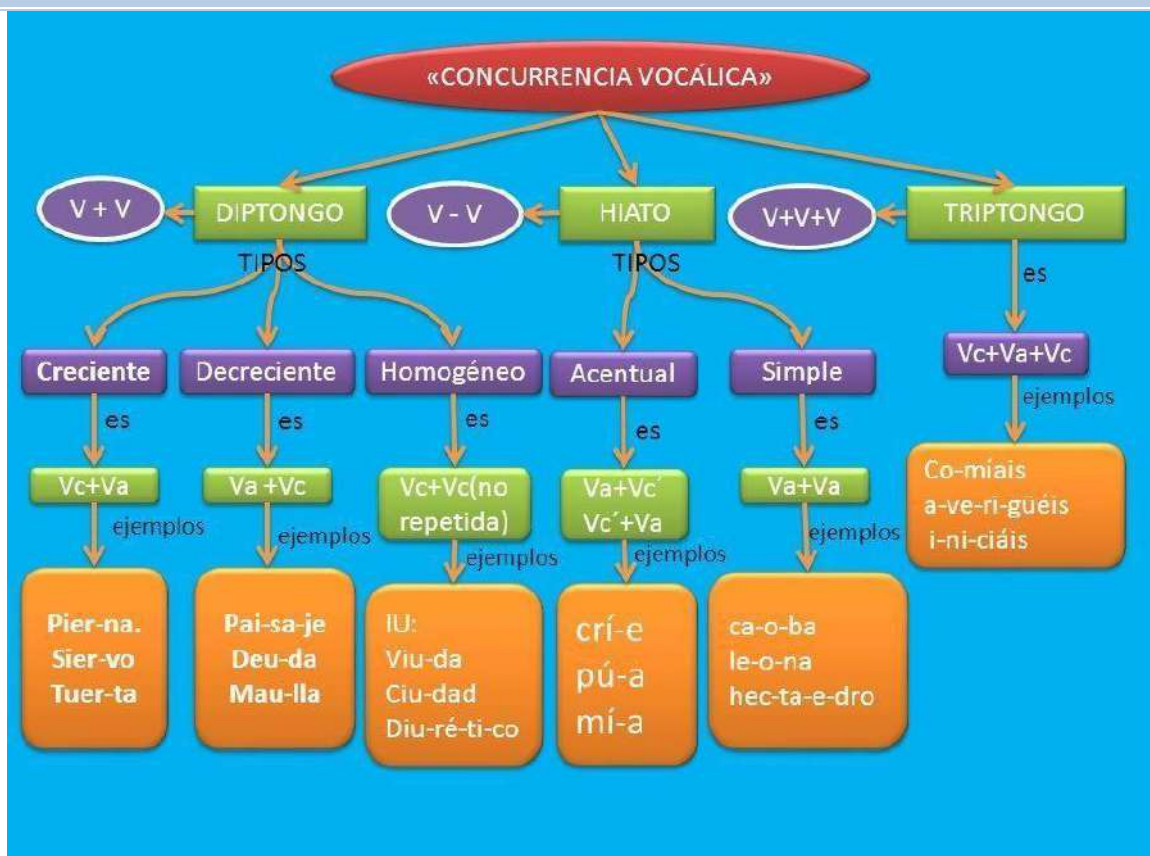 «CONCURRENCIA VOCÁLICA»
V + V
DIPTONGO
V - V
HIATO
V+V+V
TRIPTONGO
TIPOS
TIPOS
es
Creciente
Decreciente
Homogéneo
Acentual
Simple
Vc+Va+Vc
es
es
es
es
es
ejemplos
Vc+Va
Va +Vc
Vc+Vc(no
repetida)
Va+Vc´
Vc´+Va
Va+Va
Co-míais
a-ve-ri-güéis
i-ni-ciáis
ejemplos
ejemplos
ejemplos
ejemplos
ejemplos
Pier-na.
Sier-vo
Tuer-ta
Pai-sa-je
Deu-da
Mau-lla
IU:
Viu-da
Ciu-dad
Diu-ré-ti-co
crí-e
pú-a
mí-a
ca-o-ba
le-o-na
hec-ta-e-dro